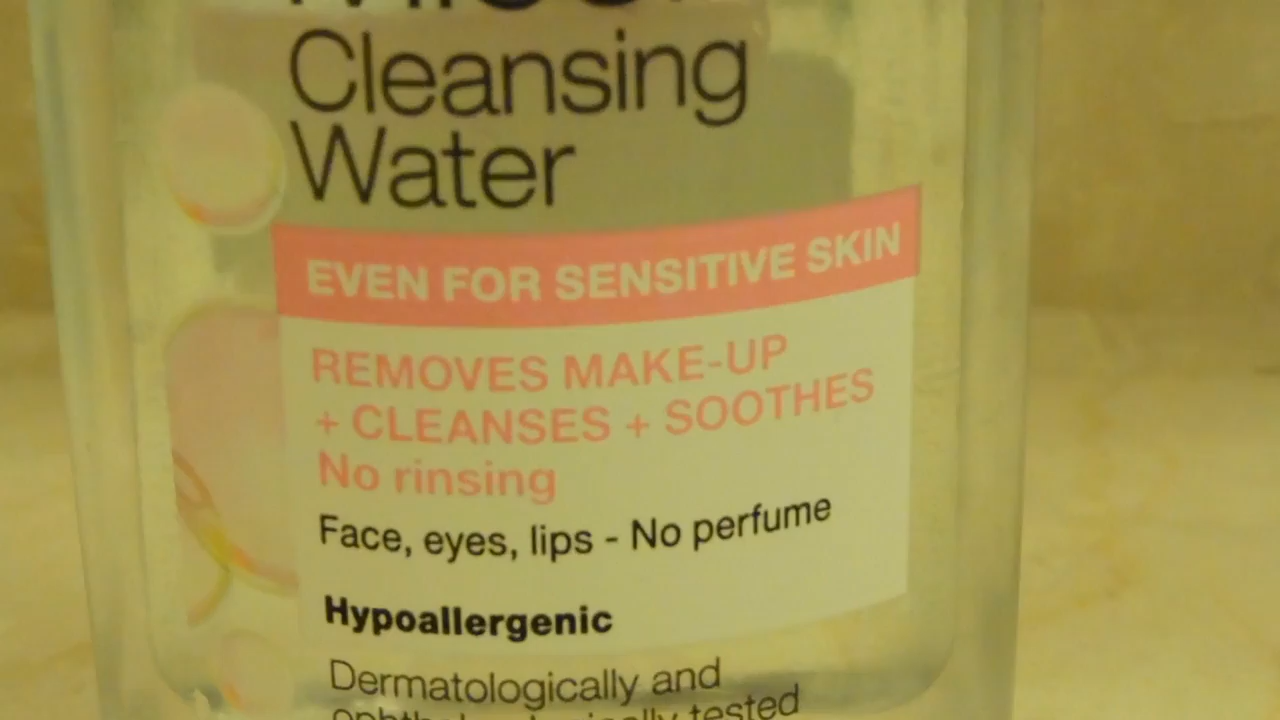 Cleansing
Water
EVEN FOR SENSITIVE SKIN
REMOVES MAKE-UP
+ CLEANSES + SOOTHES
No rinsing
Face, eyes, lips - No perfume
Hypoallergenic
Dermatologically and
tested